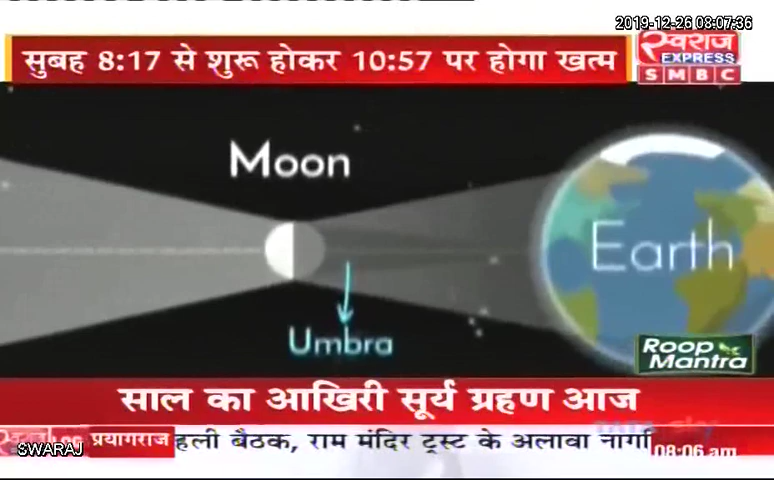 2019-12-26 08:07:36
सुबह 8:17 से शुरू होकर 10:57 पर होगा खत्म
स्वराज
EXPRESS
SMBC
Moon
Earth
Umbra
Roop
Mantra
साल का आखिरी सूर्य ग्रहण आज
प्रयागराज
हली बैठक, राम मंदिर ट्रस्ट के अलावा नार्गा
SWARAJ
08:06 am